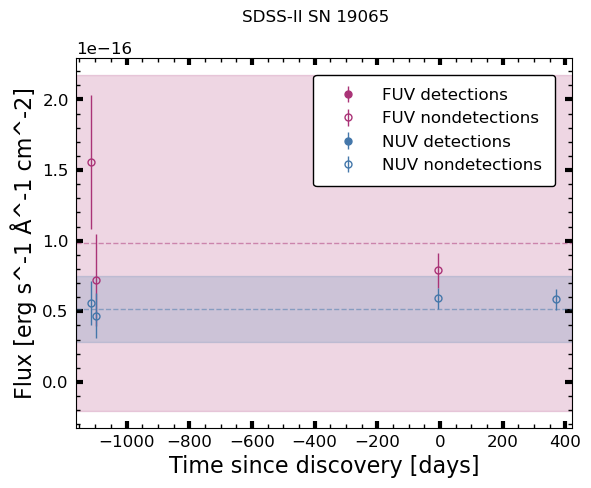 SDSS-II SN 19065
1e−16
FUV detections
FUV nondetections
NUV detections
NUV nondetections
2.0
1.5
1.0
0.5
0.0
Flux [erg s^-1 Å^-1 cm^-2]
−1000 −800 −600 −400 −200 0 200 400
Time since discovery [days]